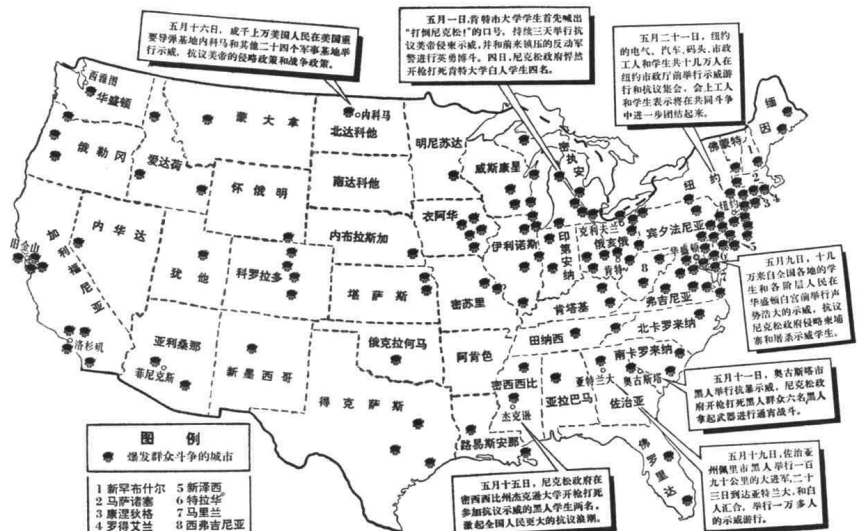 五月十六日，成千上万美国人民在美国重
要导弹基地内科马和其他二十四个军事基地举
行示威，抗议美帝的侵略政策和战争政策。
五月一日，肯特市大学学生首先喊出
“打倒尼克松！”的口号，持续三天举行抗
议美帝侵柬示威，并和前来镇压的反动军
警进行英勇搏斗。四日，尼克松政府悍然
开枪打死肯特大学白人学生四名。
五月二十一日，纽约
的电气、汽车、码头、市政
工人和学生共十几万人在
纽约市政厅前举行示威游
行和抗议集会，会上工人
和学生表示将在共同斗争
中进一步团结起来。
西雅图
华盛顿
蒙大拿
内科马
北达科他
明尼苏达
密执安
佛蒙特
缅因
俄勒冈
爱达荷
怀俄明
南达科他
威斯康星
纽约
纽约
1
2
3
4
旧金山
加利福尼亚
内华达
犹他
科罗拉多
内布拉斯加
衣阿华
伊利诺斯
印第安纳
克利夫兰
俄亥俄
肯特
宾夕法尼亚
华盛顿
5
6
7
8
堪萨斯
密苏里
肯塔基
弗吉尼亚
五月九日，十几
万来自全国各地的学
生和各阶层人民在
华盛顿白宫前举行声
势浩大的示威，抗议
尼克松政府侵略柬埔
寨和屠杀示威学生。
洛杉矶
亚利桑那
菲尼克斯
新墨西哥
俄克拉何马
阿肯色
田纳西
北卡罗来纳
南卡罗来纳
亚特兰大
奥古斯塔
得克萨斯
密西西比
杰克逊
亚拉巴马
佐治亚
路易斯安那
佛罗里达
五月十一日，奥古斯塔市
黑人举行抗暴示威，尼克松政
府开枪打死黑人群众六名，黑人
拿起武器进行通宵战斗。
五月十九日，佐治亚
州佩里市黑人举行一百
九十公里的大进军，二十
三日到达亚特兰大，和白
人汇合，举行一万多人
的示威游行。
五月十五日，尼克松政府在
密西西比州杰克逊大学开枪打死
参加抗议示威的黑人学生两名，
激起全国人民更大的抗议浪潮。
图 例
爆发群众斗争的城市
1 新罕布什尔 5 新泽西
2 马萨诸塞 6 特拉华
3 康涅狄格 7 马里兰
4 罗得艾兰 8 西弗吉尼亚